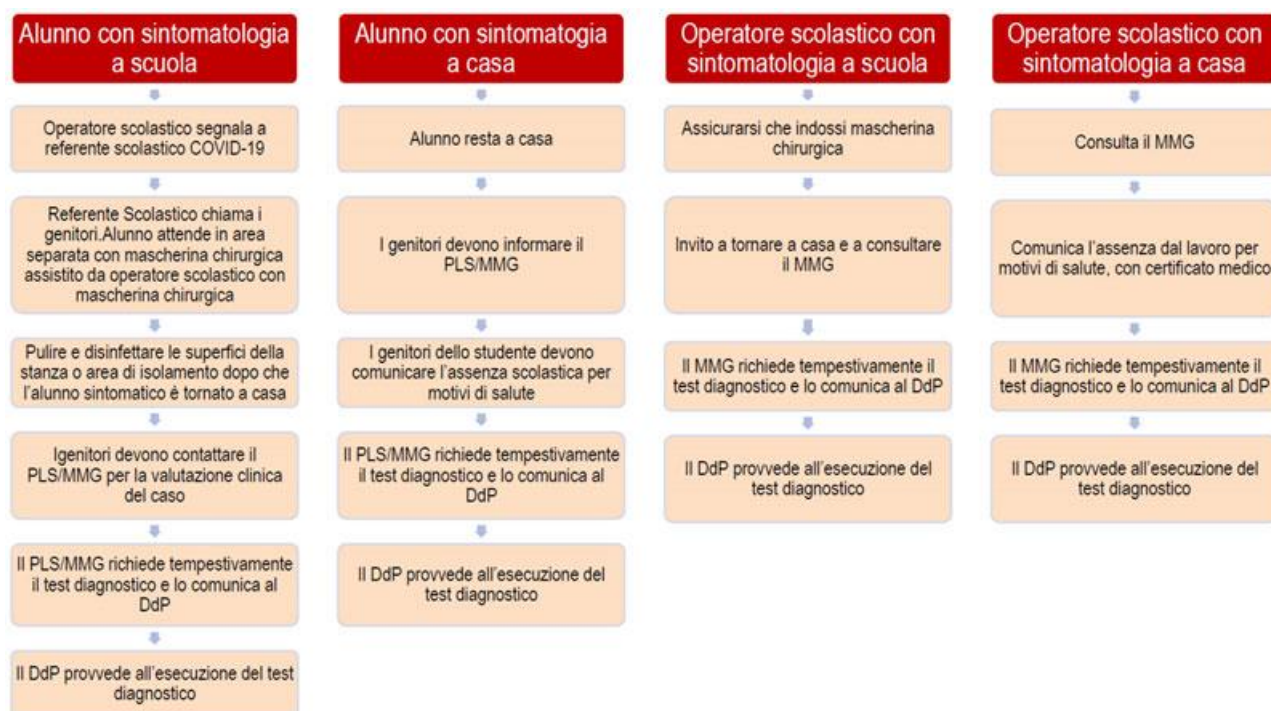 Alunno con sintomatologia
a scuola
Operatore scolastico segnala a
referente scolastico COVID-19
Referente Scolastico chiama i
genitori.Alunno attende in area
separata con mascherina chirurgica
assistito da operatore scolastico con
mascherina chirurgica
Pulire e disinfettare le superfici della
stanza o area di isolamento dopo che
l'alunno sintomatico è tornato a casa
Igenitori devono contattare il
PLS/MMG per la valutazione clinica
del caso
Il PLS/MMG richiede tempestivamente
il test diagnostico e lo comunica al
DdP
Il DdP provvede all'esecuzione del test
diagnostico
Alunno con sintomatogia
a casa
Alunno resta a casa
I genitori devono informare il
PLS/MMG
I genitori dello studente devono
comunicare l'assenza scolastica per
motivi di salute
Il PLS/MMG richiede tempestivamente
il test diagnostico e lo comunica al
DdP
Il DdP provvede all'esecuzione del
test diagnostico
Operatore scolastico con
sintomatologia a scuola
Assicurarsi che indossi mascherina
chirurgica
Invito a tornare a casa e a consultare
il MMG
Il MMG richiede tempestivamente il
test diagnostico e lo comunica al DdP
Il DdP provvede all'esecuzione del
test diagnostico
Operatore scolastico con
sintomatologia a casa
Consulta il MMG
Comunica l'assenza dal lavoro per
motivi di salute, con certificato medico
Il MMG richiede tempestivamente il
test diagnostico e lo comunica al DdP
Il DdP provvede all'esecuzione del
test diagnostico